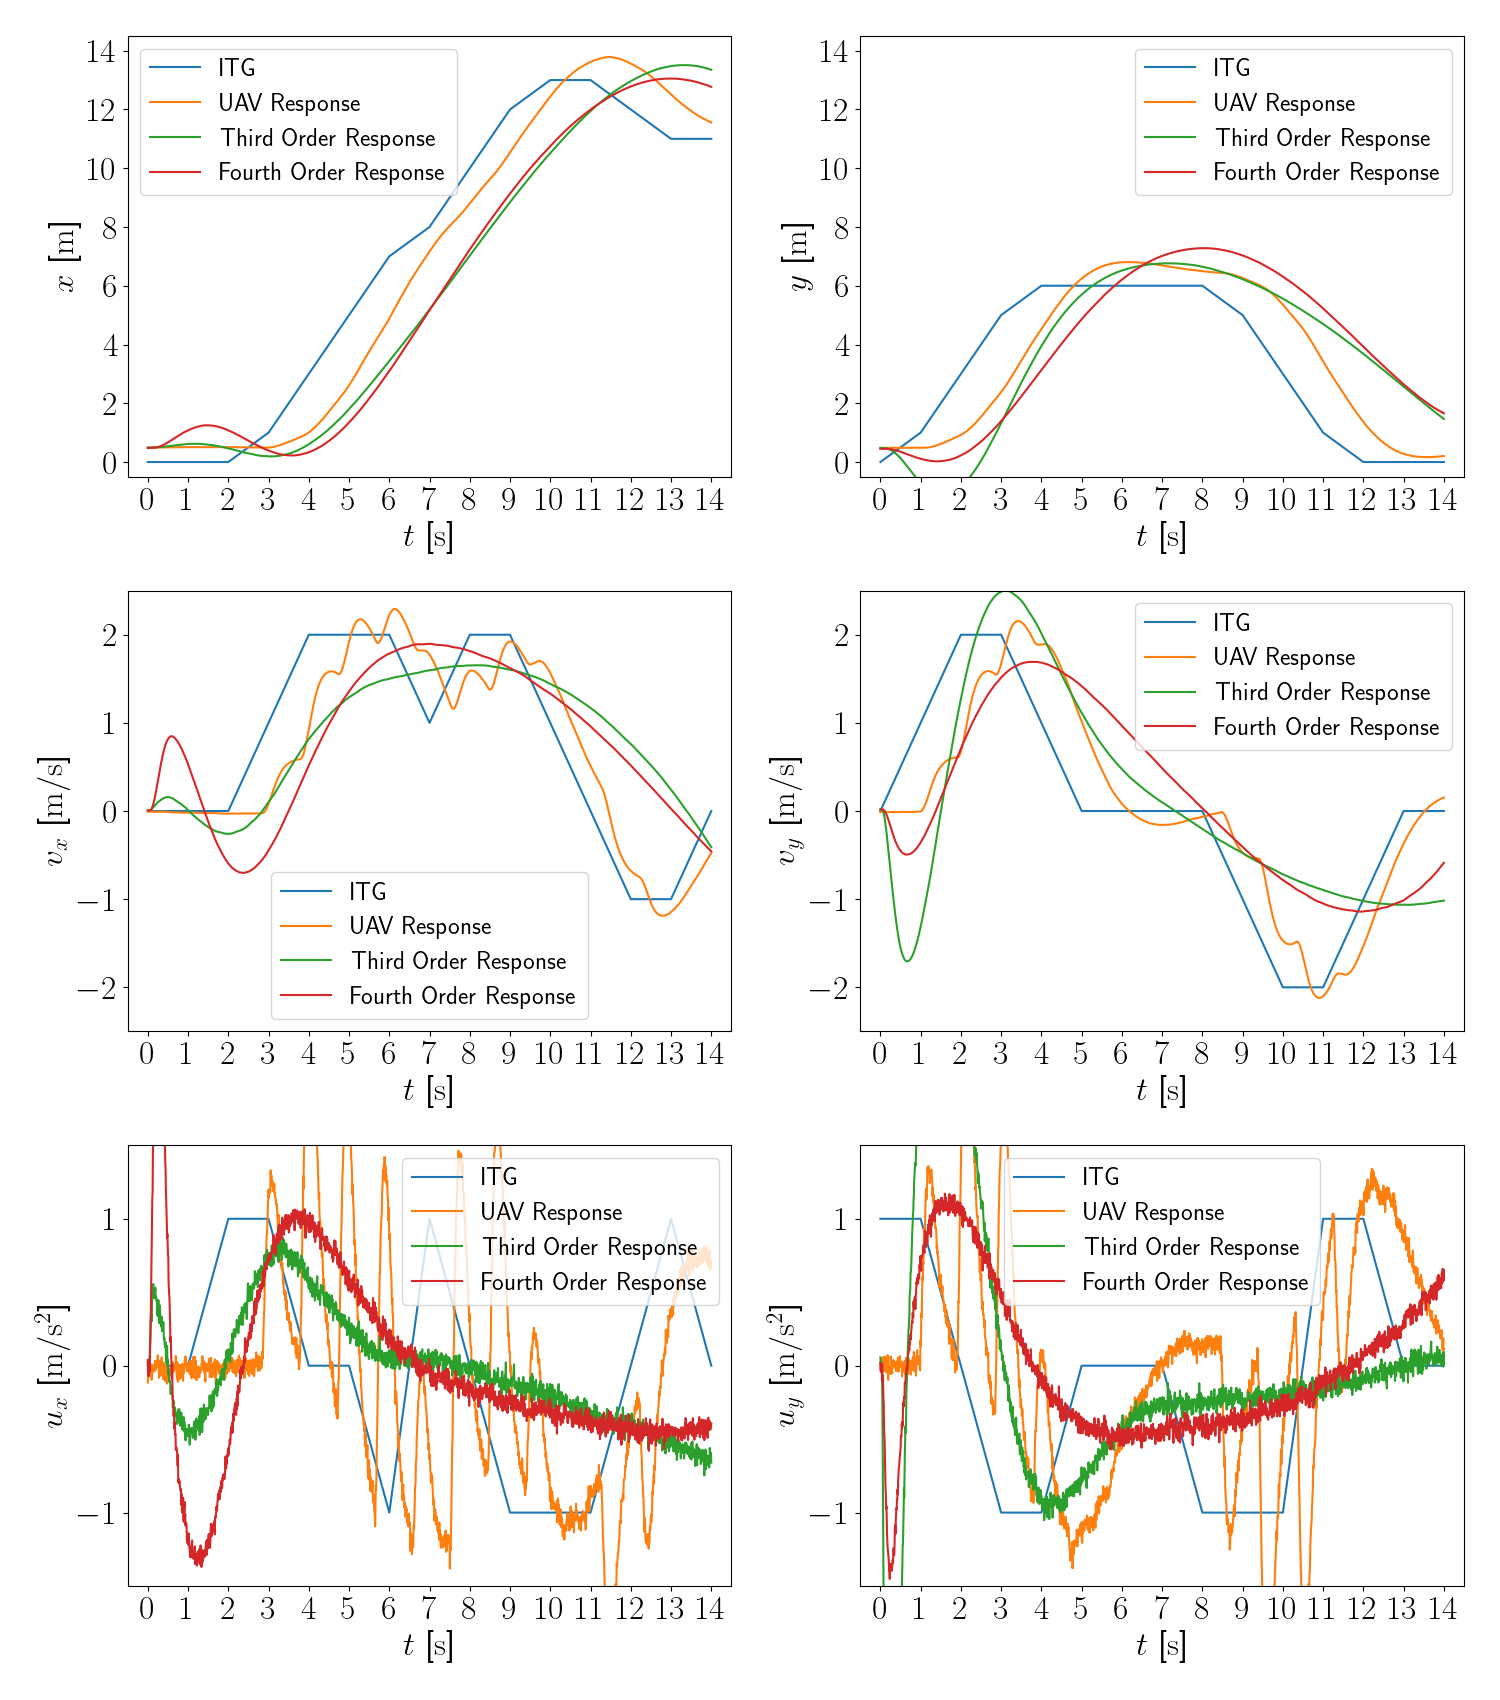 14
12
10
8
6
4
2
0
x [m]
ITG
UAV Response
Third Order Response
Fourth Order Response
0 1 2 3 4 5 6 7 8 9 10 11 12 13 14
t [s]
14
12
10
8
6
4
2
0
y [m]
ITG
UAV Response
Third Order Response
Fourth Order Response
0 1 2 3 4 5 6 7 8 9 10 11 12 13 14
t [s]
2
1
0
−1
−2
v_x [m/s]
ITG
UAV Response
Third Order Response
Fourth Order Response
0 1 2 3 4 5 6 7 8 9 10 11 12 13 14
t [s]
2
1
0
−1
−2
v_y [m/s]
ITG
UAV Response
Third Order Response
Fourth Order Response
0 1 2 3 4 5 6 7 8 9 10 11 12 13 14
t [s]
1
0
−1
u_x [m/s²]
ITG
UAV Response
Third Order Response
Fourth Order Response
0 1 2 3 4 5 6 7 8 9 10 11 12 13 14
t [s]
1
0
−1
u_y [m/s²]
ITG
UAV Response
Third Order Response
Fourth Order Response
0 1 2 3 4 5 6 7 8 9 10 11 12 13 14
t [s]